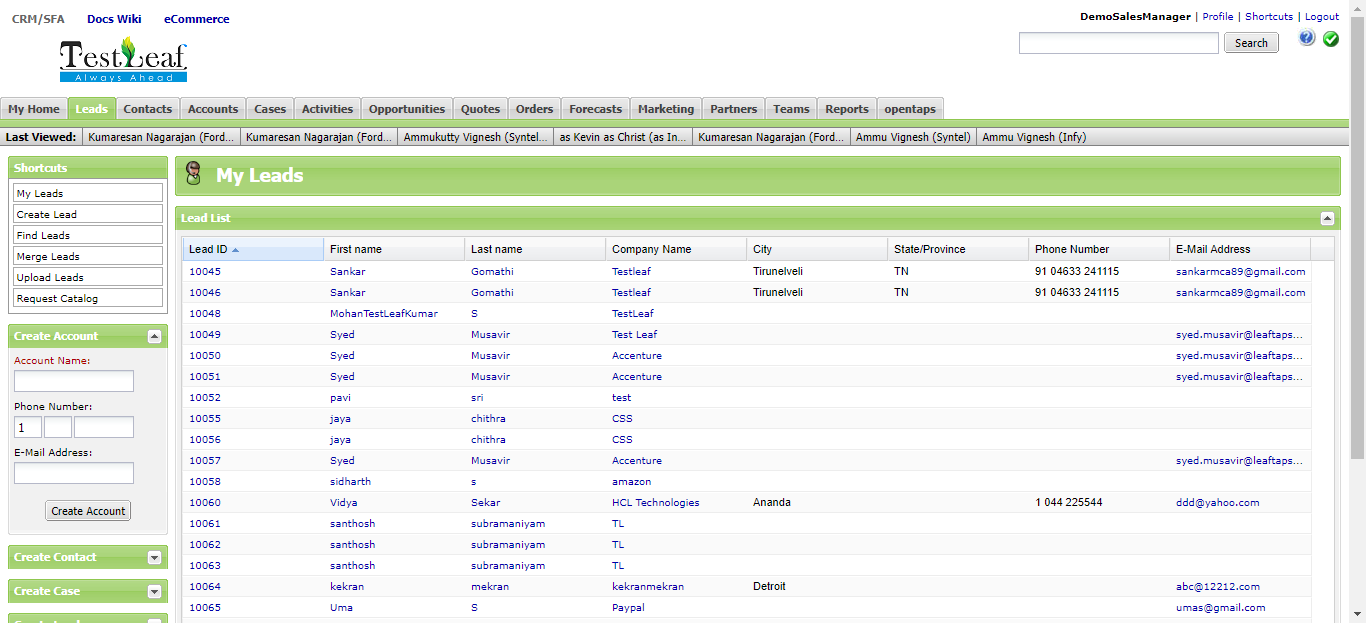 CRM/SFA Docs Wiki eCommerce
DemoSalesManager | Profile | Shortcuts | Logout
TestLeaf
Always Ahead
Search
My Home Leads Contacts Accounts Cases Activities Opportunities Quotes Orders Forecasts Marketing Partners Teams Reports opentaps
Last Viewed: Kumaresan Nagarajan (Ford... Kumaresan Nagarajan (Ford... Ammukutty Vignesh (Syntel... as Kevin as Christ (as In... Kumaresan Nagarajan (Ford... Ammu Vignesh (Syntel) Ammu Vignesh (Infy)
Shortcuts
My Leads
Create Lead
Find Leads
Merge Leads
Upload Leads
Request Catalog
Create Account
Account Name:
Phone Number:
1
E-Mail Address:
Create Account
Create Contact
Create Case
My Leads
Lead List
Lead ID First name Last name Company Name City State/Province Phone Number E-Mail Address
10045 Sankar Gomathi Testleaf Tirunelveli TN 91 04633 241115 sankarmca89@gmail.com
10046 Sankar Gomathi Testleaf Tirunelveli TN 91 04633 241115 sankarmca89@gmail.com
10048 MohanTestLeafKumar S TestLeaf
10049 Syed Musavir Test Leaf syed.musavir@leaftaps...
10050 Syed Musavir Accenture syed.musavir@leaftaps...
10051 Syed Musavir Accenture syed.musavir@leaftaps...
10052 pavi sri test
10055 jaya chithra CSS
10056 jaya chithra CSS
10057 Syed Musavir Accenture syed.musavir@leaftaps...
10058 sidharth s amazon
10060 Vidya Sekar HCL Technologies Ananda 1 044 225544 ddd@yahoo.com
10061 santhosh subramaniyam TL
10062 santhosh subramaniyam TL
10063 santhosh subramaniyam TL
10064 kekran mekran kekranmekran Detroit abc@12212.com
10065 Uma S Paypal umas@gmail.com